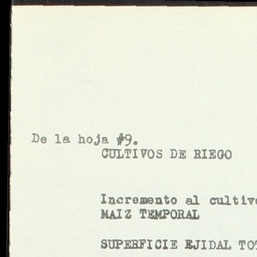 De la hoja #9.
CULTIVOS DE RIEGO
Incremento al cultiv
MAIZ TEMPORAL
SUPERFICIE EJIDAL TOT